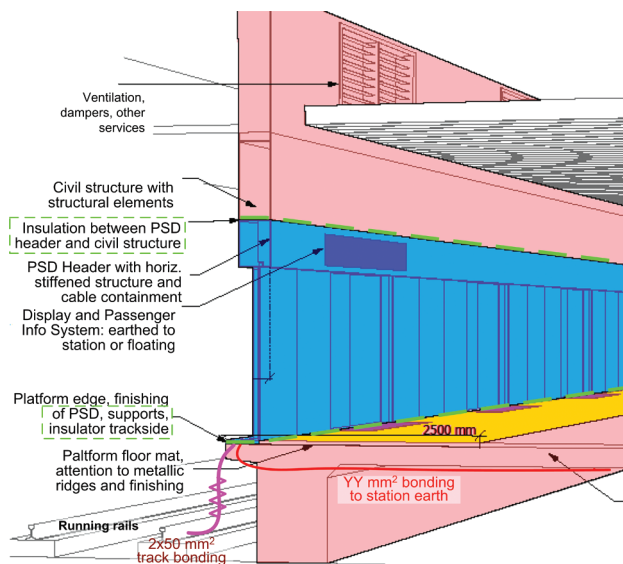 Ventilation,
dampers, other
services
Civil structure with
structural elements
Insulation between PSD
header and civil structure
PSD Header with horiz.
stiffened structure and
cable containment
Display and Passenger
Info System: earthed to
station or floating
Platform edge, finishing
of PSD, supports,
insulator trackside
2500 mm
Paltform floor mat,
attention to metallic
ridges and finishing
YY mm² bonding
to station earth
Running rails
2x50 mm²
track bonding